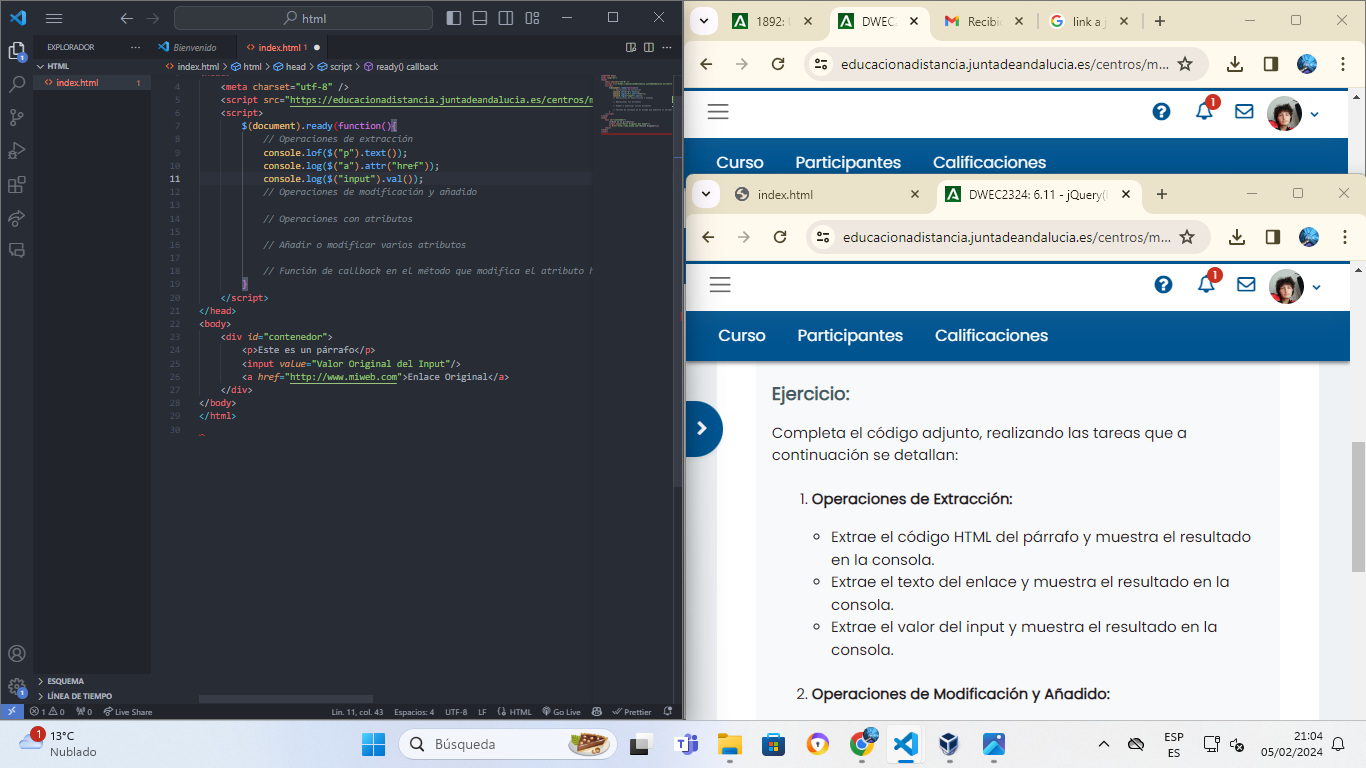 html
EXPLORADOR
Bienvenido
index.html 1
HTML
index.html > html > head > script > ready() callback
index.html 1
4 <meta charset="utf-8" />
5 <script src="https://educacionadistancia.juntadeandalucia.es/centros/m
6 <script>
7 $(document).ready(function(){
8 // Operaciones de extracción
9 console.lof($("p").text());
10 console.log($("a").attr("href"));
11 console.log($("input").val());
12 // Operaciones de modificación y añadido
13
14 // Operaciones con atributos
15
16 // Añadir o modificar varios atributos
17
18 // Función de callback en el método que modifica el atributo h
19 }
20 </script>
21 </head>
22 <body>
23 <div id="contenedor">
24 <p>Este es un párrafo</p>
25 <input value="Valor Original del Input"/>
26 <a href="http://www.miweb.com">Enlace Original</a>
27 </div>
28 </body>
29 </html>
30
ESQUEMA
LÍNEA DE TIEMPO
1 0 0 Live Share Lín. 11, col. 43 Espacios: 4 UTF-8 LF HTML Go Live Prettier
1892: DWEC2 Recibi link a j
educacionadistancia.juntadeandalucia.es/centros/m...
1
Curso Participantes Calificaciones
index.html DWEC2324: 6.11 - jQuery(
educacionadistancia.juntadeandalucia.es/centros/m...
1
Curso Participantes Calificaciones
Ejercicio:
Completa el código adjunto, realizando las tareas que a
continuación se detallan:
1. Operaciones de Extracción:
Extrae el código HTML del párrafo y muestra el resultado
en la consola.
Extrae el texto del enlace y muestra el resultado en la
consola.
Extrae el valor del input y muestra el resultado en la
consola.
2. Operaciones de Modificación y Añadido:
1
13°C
Nublado
Búsqueda
ESP
ES
21:04
05/02/2024